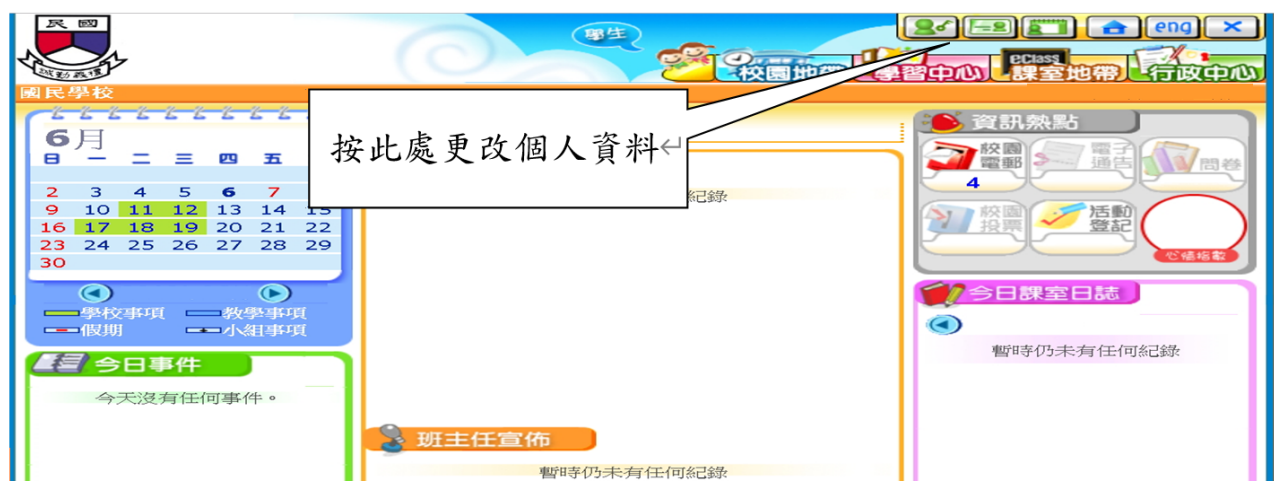 民 國
學生
eng
校園地帶
學習中心
eClass
課室地帶
行政中心
國民學校
按此處更改個人資料↵
6月
日 一 二 三 四 五
2 3 4 5 6 7
9 10 11 12 13 14 15
16 17 18 19 20 21 22
23 24 25 26 27 28 29
30
學校事項 教學事項
假期 小組事項
今日事件
今天沒有任何事件。
紀錄
班主任宣佈
暫時仍未有任何紀錄
資訊熱點
校園電郵
4
電子通告
問卷
校園投票
活動登記
心情指數
今日課室日誌
暫時仍未有任何紀錄